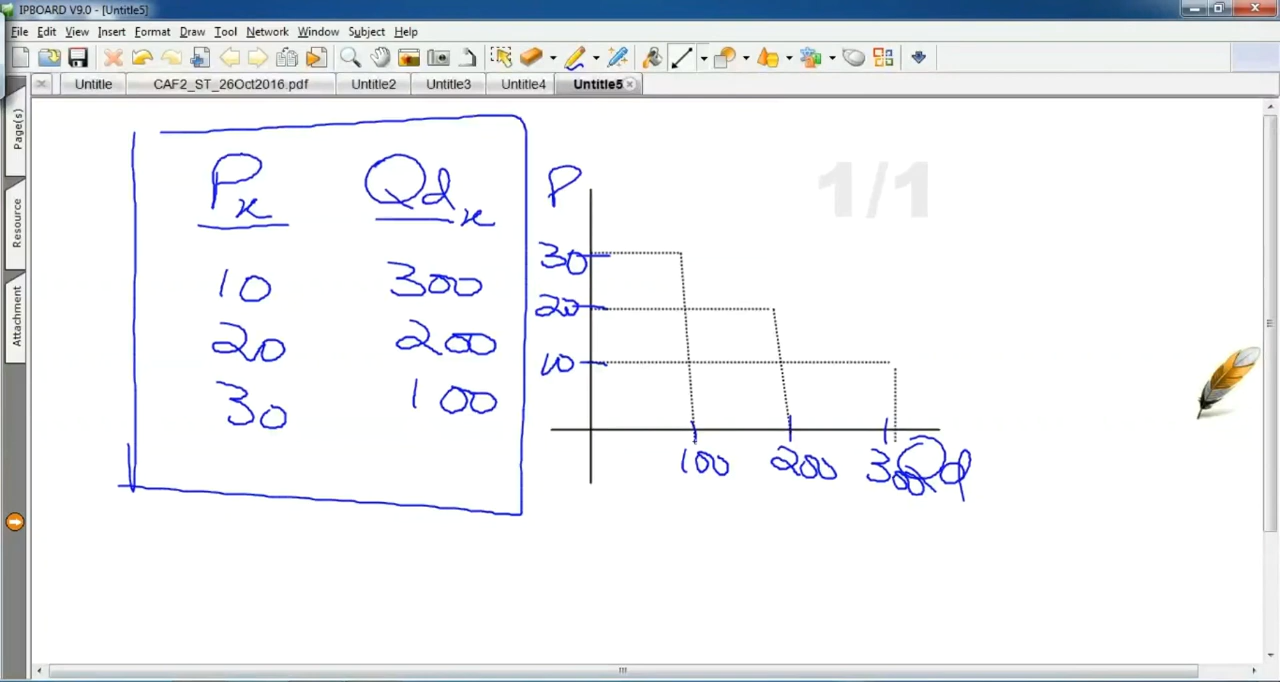 IPBOARD V9.0 - [Untitle5]
File Edit View Insert Format Draw Tool Network Window Subject Help
Untitle CAF2_ST_26Oct2016.pdf Untitle2 Untitle3 Untitle4 Untitle5
Page(s)
Resource
Attachment
1/1
Px Qdx
10 300
20 200
30 100
P
30
20
10
100 200 300 Qd